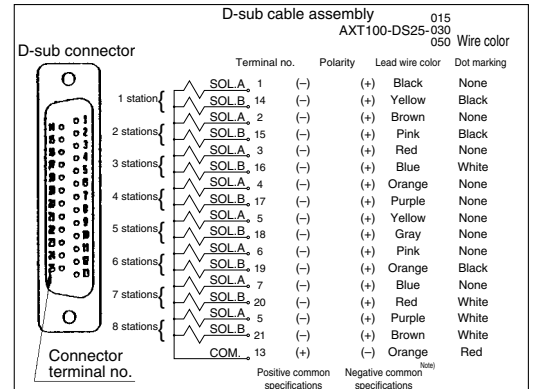 D-sub cable assembly
015
AXT100-DS25-030
050
Wire color
D-sub connector
Terminal no. Polarity Lead wire color Dot marking
1 station SOL.A 1 (–) (+) Black None
SOL.B 14 (–) (+) Yellow Black
2 stations SOL.A 2 (–) (+) Brown None
SOL.B 15 (–) (+) Pink Black
3 stations SOL.A 3 (–) (+) Red None
SOL.B 16 (–) (+) Blue White
4 stations SOL.A 4 (–) (+) Orange None
SOL.B 17 (–) (+) Purple None
5 stations SOL.A 5 (–) (+) Yellow None
SOL.B 18 (–) (+) Gray None
6 stations SOL.A 6 (–) (+) Pink None
SOL.B 19 (–) (+) Orange Black
7 stations SOL.A 7 (–) (+) Blue None
SOL.B 20 (–) (+) Red White
8 stations SOL.A 5 (–) (+) Purple White
SOL.B 21 (–) (+) Brown White
COM. 13 (+) (–) Orange Red
Connector
terminal no.
Positive common
specifications
Negative common Note)
specifications